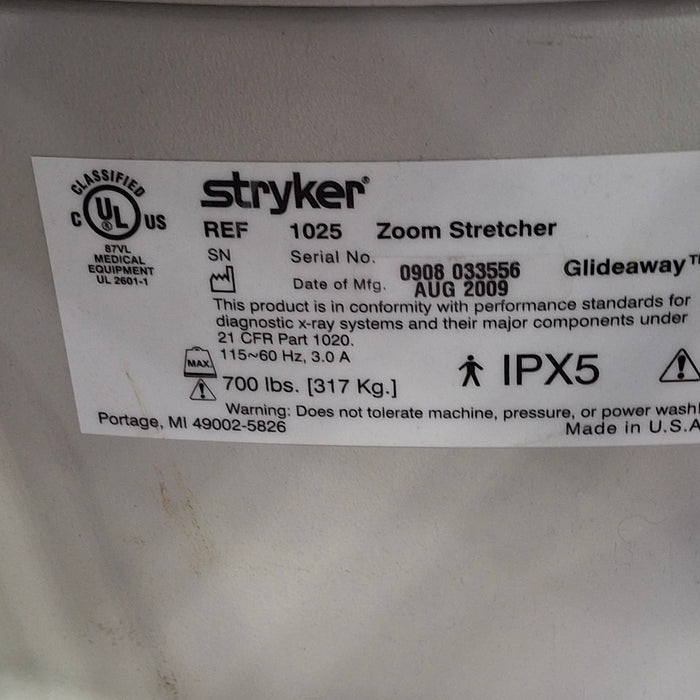 CLASSIFIED
C UL ® US
87VL
MEDICAL
EQUIPMENT
UL 2601-1
stryker®
REF 1025 Zoom Stretcher
SN Serial No. 0908 033556 Glideaway™
Date of Mfg. AUG 2009
This product is in conformity with performance standards for
diagnostic x-ray systems and their major components under
21 CFR Part 1020.
115~60 Hz, 3.0 A
MAX
700 lbs. [317 Kg.]
IPX5
Warning: Does not tolerate machine, pressure, or power washi
Portage, MI 49002-5826
Made in U.S.A